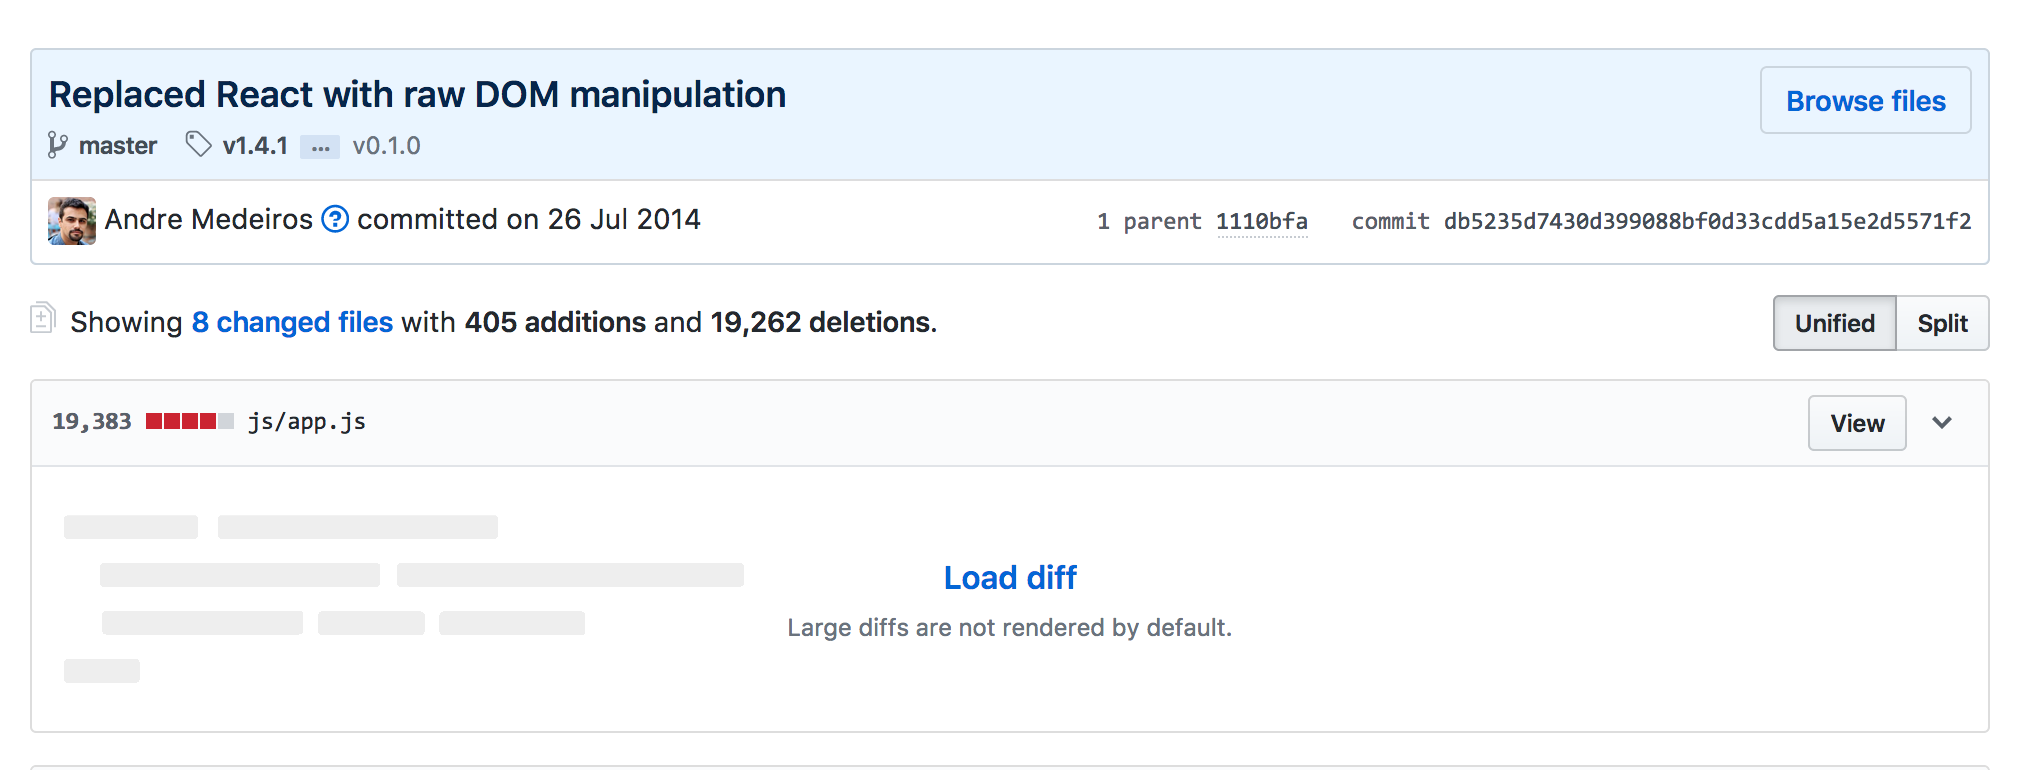 Replaced React with raw DOM manipulation
Browse files
master v1.4.1 … v0.1.0
Andre Medeiros ? committed on 26 Jul 2014
1 parent 1110bfa commit db5235d7430d399088bf0d33cdd5a15e2d5571f2
Showing 8 changed files with 405 additions and 19,262 deletions.
Unified Split
19,383 js/app.js
View
Load diff
Large diffs are not rendered by default.